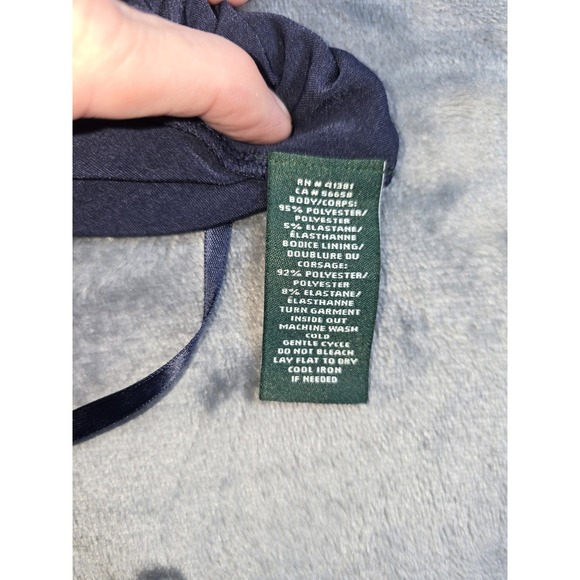 RN # 41381
CA # 56658
BODY/CORPS:
95% POLYESTER/
POLYESTER
5% ELASTANE/
ÉLASTHANNE
BODICE LINING/
DOUBLURE DU
CORSAGE:
92% POLYESTER/
POLYESTER
8% ELASTANE/
ÉLASTHANNE
TURN GARMENT
INSIDE OUT
MACHINE WASH
COLD
GENTLE CYCLE
DO NOT BLEACH
LAY FLAT TO DRY
COOL IRON
IF NEEDED